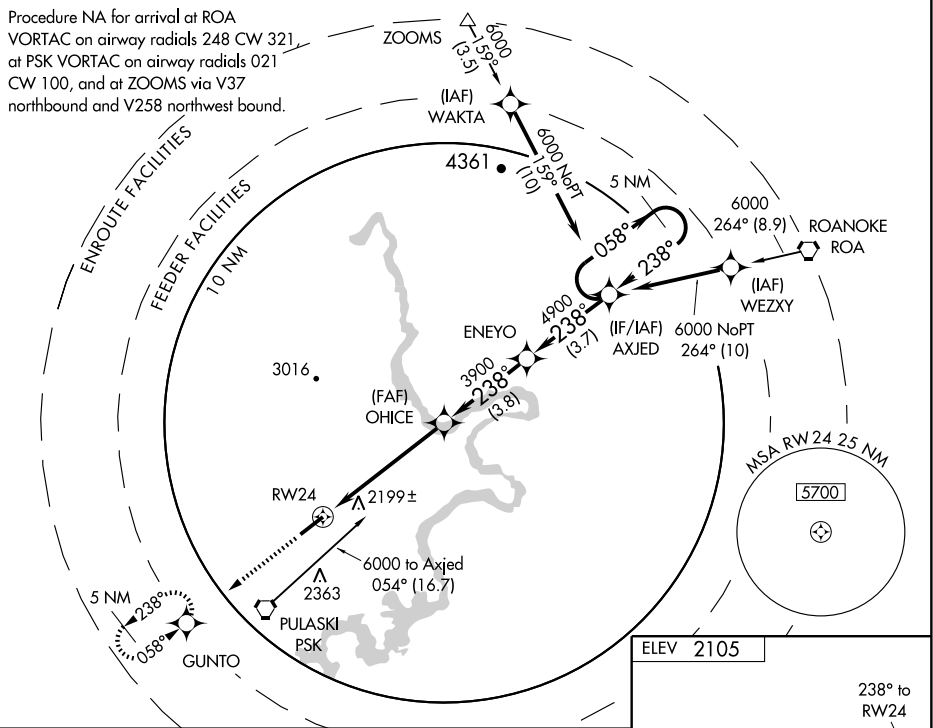 Procedure NA for arrival at ROA
VORTAC on airway radials 248 CW 321,
at PSK VORTAC on airway radials 021
CW 100, and at ZOOMS via V37
northbound and V258 northwest bound.
ZOOMS
6000
159°
(3.5)
(IAF)
WAKTA
6000 NoPT
159°
(10)
4361
5 NM
ENROUTE FACILITIES
FEEDER FACILITIES
10 NM
058°
238°
6000
264° (8.9)
ROANOKE
ROA
(IAF)
WEZXY
(IF/IAF)
AXJED
6000 NoPT
264° (10)
4900
238°
(3.7)
ENEYO
3900
238°
(3.8)
3016
(FAF)
OHICE
MSA RW24 25 NM
5700
RW24
2199±
6000 to Axjed
054° (16.7)
2363
PULASKI
PSK
5 NM
238°
058°
GUNTO
ELEV 2105
238° to
RW24